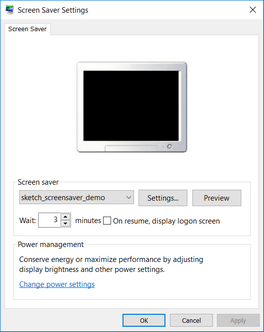 Screen Saver Settings
Screen Saver
Screen saver
sketch_screensaver_demo
Settings...
Preview
Wait: 3 minutes
On resume, display logon screen
Power management
Conserve energy or maximize performance by adjusting
display brightness and other power settings.
Change power settings
OK
Cancel
Apply